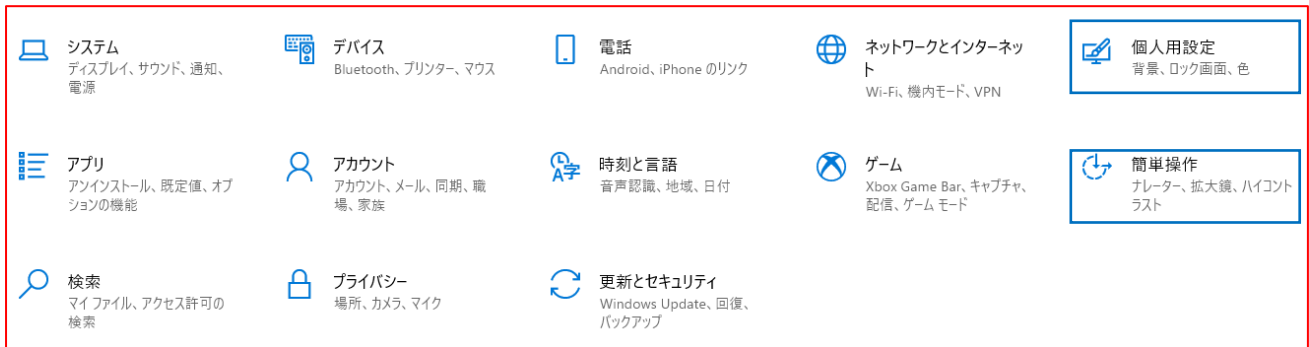 システム
ディスプレイ、サウンド、通知、
電源
デバイス
Bluetooth、プリンター、マウス
電話
Android、iPhone のリンク
ネットワークとインターネッ
ト
Wi-Fi、機内モード、VPN
個人用設定
背景、ロック画面、色
アプリ
アンインストール、既定値、オプ
ションの機能
アカウント
アカウント、メール、同期、職
場、家族
時刻と言語
音声認識、地域、日付
ゲーム
Xbox Game Bar、キャプチャ、
配信、ゲーム モード
簡単操作
ナレーター、拡大鏡、ハイコント
ラスト
検索
マイ ファイル、アクセス許可の
検索
プライバシー
場所、カメラ、マイク
更新とセキュリティ
Windows Update、回復、
バックアップ